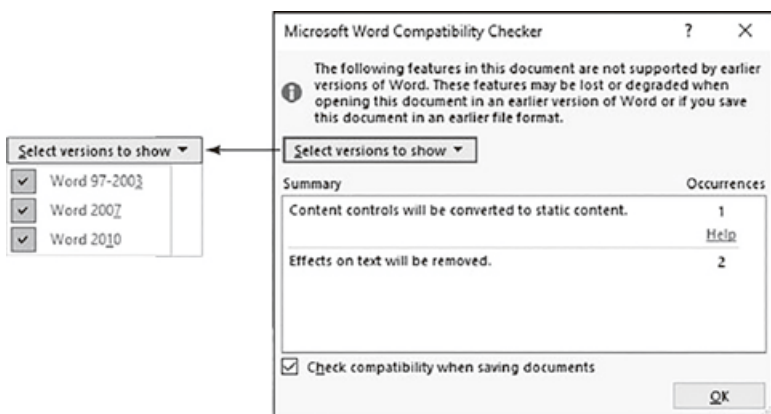 Microsoft Word Compatibility Checker ? X
The following features in this document are not supported by earlier
versions of Word. These features may be lost or degraded when
opening this document in an earlier version of Word or if you save
this document in an earlier file format.
Select versions to show
Summary Occurrences
Content controls will be converted to static content. 1
Help
Effects on text will be removed. 2
Check compatibility when saving documents
OK
Select versions to show
Word 97-2003
Word 2007
Word 2010